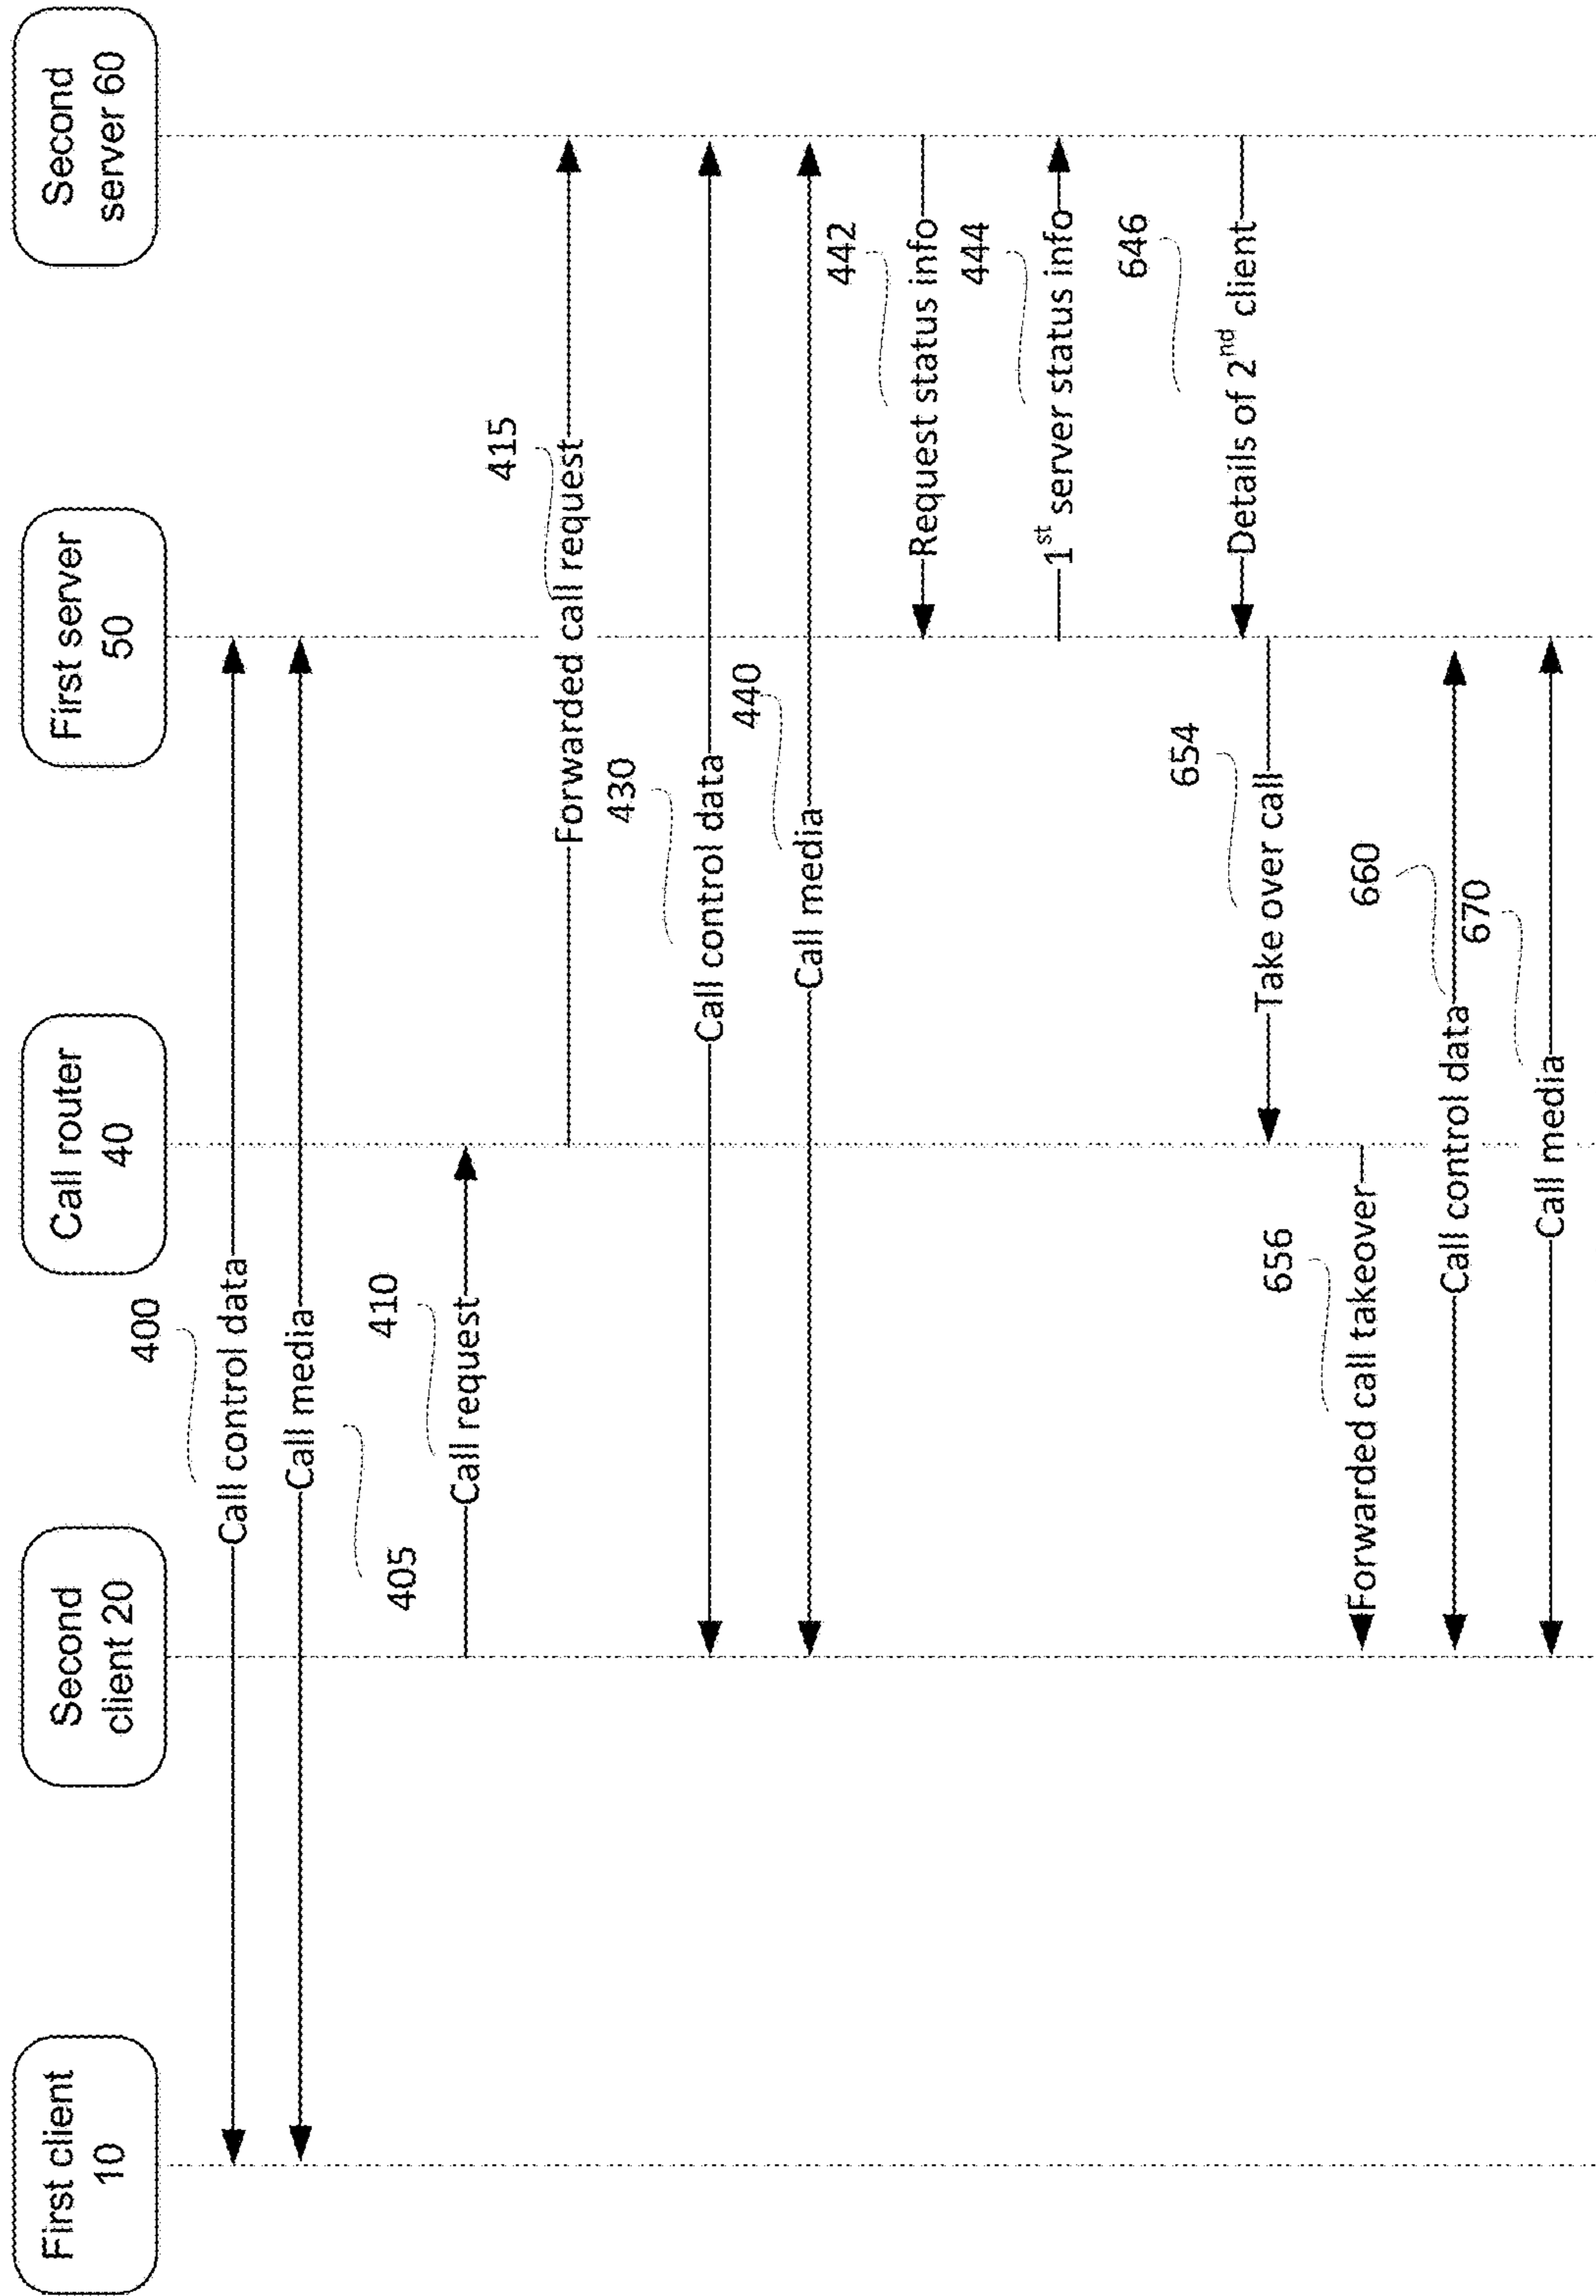 First client
10
Second
client 20
Call router
40
First server
50
Second
server 60
400
Call control data
Call media
405
410
Call request
415
Forwarded call request
430
Call control data
440
Call media
442
Request status info
444
1st server status info
646
Details of 2nd client
654
Take over call
656
Forwarded call takeover
660
Call control data
670
Call media